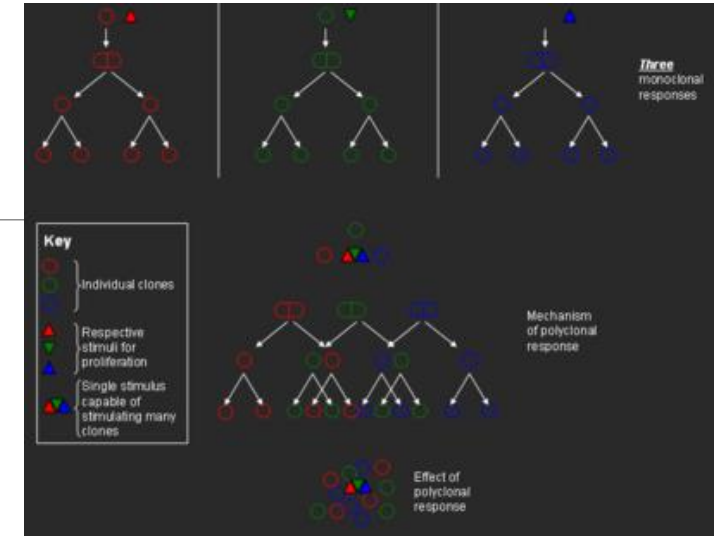 Three
monoclonal
responses
Key
Individual clones
Respective
stimuli for
proliferation
Single stimulus
capable of
stimulating many
clones
Mechanism
of polyclonal
response
Effect of
polyclonal
response